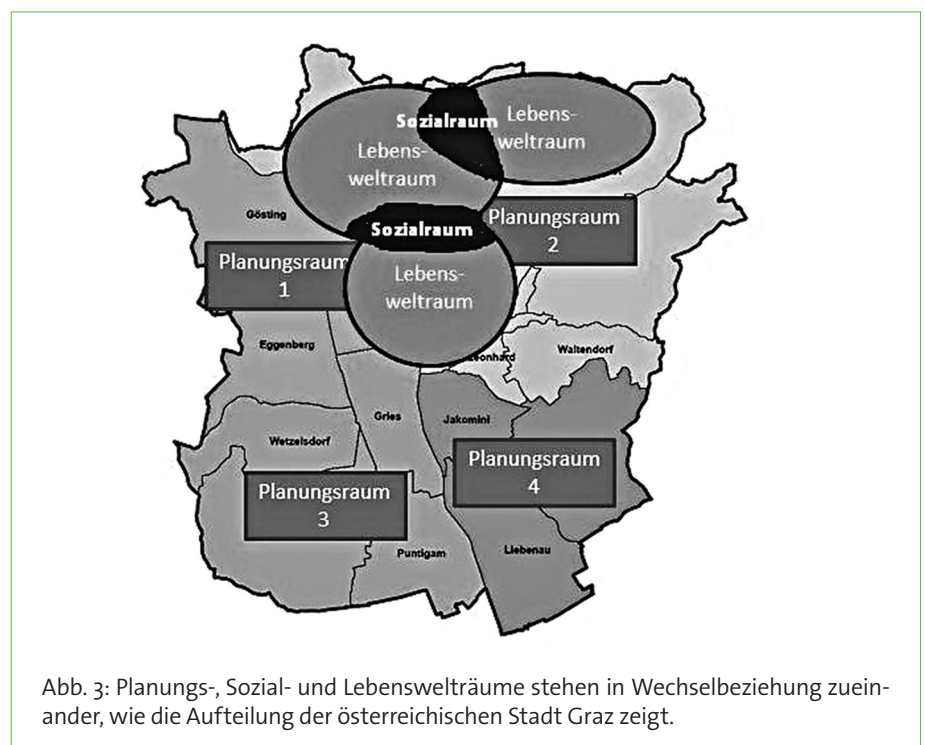 Sozialraum
Lebens-
weltraum
Lebens-
weltraum
Gösting
Sozialraum
Planungsraum
2
Planungsraum
1
Lebens-
weltraum
Eggenberg
Waltendorf
Gries
Jakomini
Wetzelsdorf
Planungsraum
4
Planungsraum
3
Puntigam
Liebenau
Abb. 3: Planungs-, Sozial- und Lebenswelträume stehen in Wechselbeziehung zuein-
ander, wie die Aufteilung der österreichischen Stadt Graz zeigt.